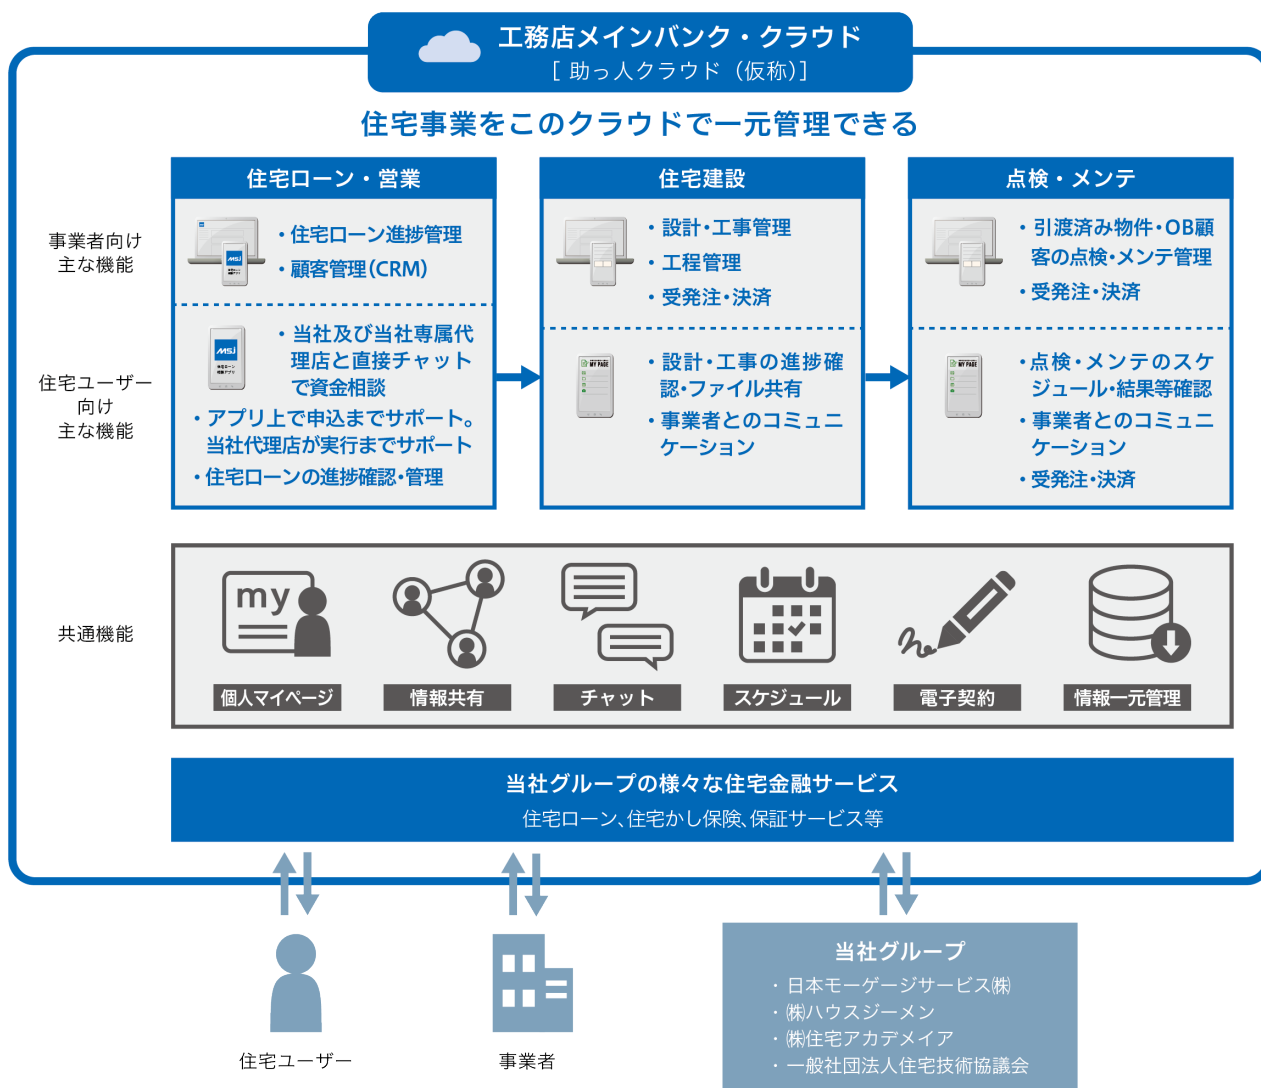 工務店メインバンク・クラウド
[ 助っ人クラウド（仮称）]
住宅事業をこのクラウドで一元管理できる
事業者向け
主な機能
住宅ユーザー
向け
主な機能
住宅ローン・営業
MSJ
・住宅ローン進捗管理
・顧客管理（CRM）
MSJ
住宅ローン
相談アプリ
・当社及び当社専属代
理店と直接チャット
で資金相談
・アプリ上で申込までサポート。
当社代理店が実行までサポート
・住宅ローンの進捗確認・管理
住宅建設
・設計・工事管理
・工程管理
・受発注・決済
MY PAGE
・設計・工事の進捗確
認・ファイル共有
・事業者とのコミュニ
ケーション
点検・メンテ
・引渡済み物件・OB顧
客の点検・メンテ管理
・受発注・決済
MY PAGE
・点検・メンテのスケ
ジュール・結果等確認
・事業者とのコミュニ
ケーション
・受発注・決済
共通機能
my
個人マイページ
情報共有
チャット
スケジュール
電子契約
情報一元管理
当社グループの様々な住宅金融サービス
住宅ローン、住宅かし保険、保証サービス等
住宅ユーザー
事業者
当社グループ
・日本モーゲージサービス㈱
・㈱ハウスジーメン
・㈱住宅アカデメイア
・一般社団法人住宅技術協議会